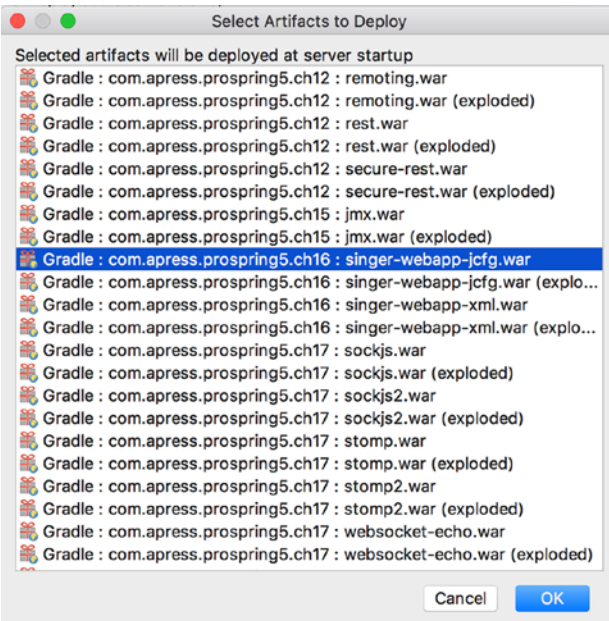 Select Artifacts to Deploy
Selected artifacts will be deployed at server startup
Gradle : com.apress.prospring5.ch12 : remoting.war
Gradle : com.apress.prospring5.ch12 : remoting.war (exploded)
Gradle : com.apress.prospring5.ch12 : rest.war
Gradle : com.apress.prospring5.ch12 : rest.war (exploded)
Gradle : com.apress.prospring5.ch12 : secure-rest.war
Gradle : com.apress.prospring5.ch12 : secure-rest.war (exploded)
Gradle : com.apress.prospring5.ch15 : jmx.war
Gradle : com.apress.prospring5.ch15 : jmx.war (exploded)
Gradle : com.apress.prospring5.ch16 : singer-webapp-jcfg.war
Gradle : com.apress.prospring5.ch16 : singer-webapp-jcfg.war (explo...
Gradle : com.apress.prospring5.ch16 : singer-webapp-xml.war
Gradle : com.apress.prospring5.ch16 : singer-webapp-xml.war (explo...
Gradle : com.apress.prospring5.ch17 : sockjs.war
Gradle : com.apress.prospring5.ch17 : sockjs.war (exploded)
Gradle : com.apress.prospring5.ch17 : sockjs2.war
Gradle : com.apress.prospring5.ch17 : sockjs2.war (exploded)
Gradle : com.apress.prospring5.ch17 : stomp.war
Gradle : com.apress.prospring5.ch17 : stomp.war (exploded)
Gradle : com.apress.prospring5.ch17 : stomp2.war
Gradle : com.apress.prospring5.ch17 : stomp2.war (exploded)
Gradle : com.apress.prospring5.ch17 : websocket-echo.war
Gradle : com.apress.prospring5.ch17 : websocket-echo.war (exploded)
Cancel OK